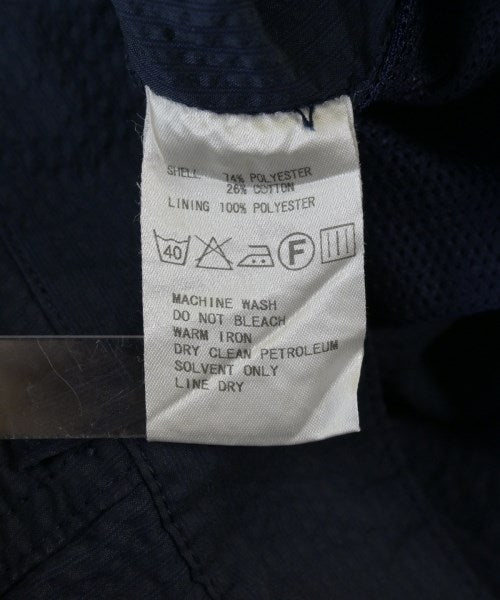 SHELL 74% POLYESTER
26% COTTON
LINING 100% POLYESTER
40 F
MACHINE WASH
DO NOT BLEACH
WARM IRON
DRY CLEAN PETROLEUM
SOLVENT ONLY
LINE DRY